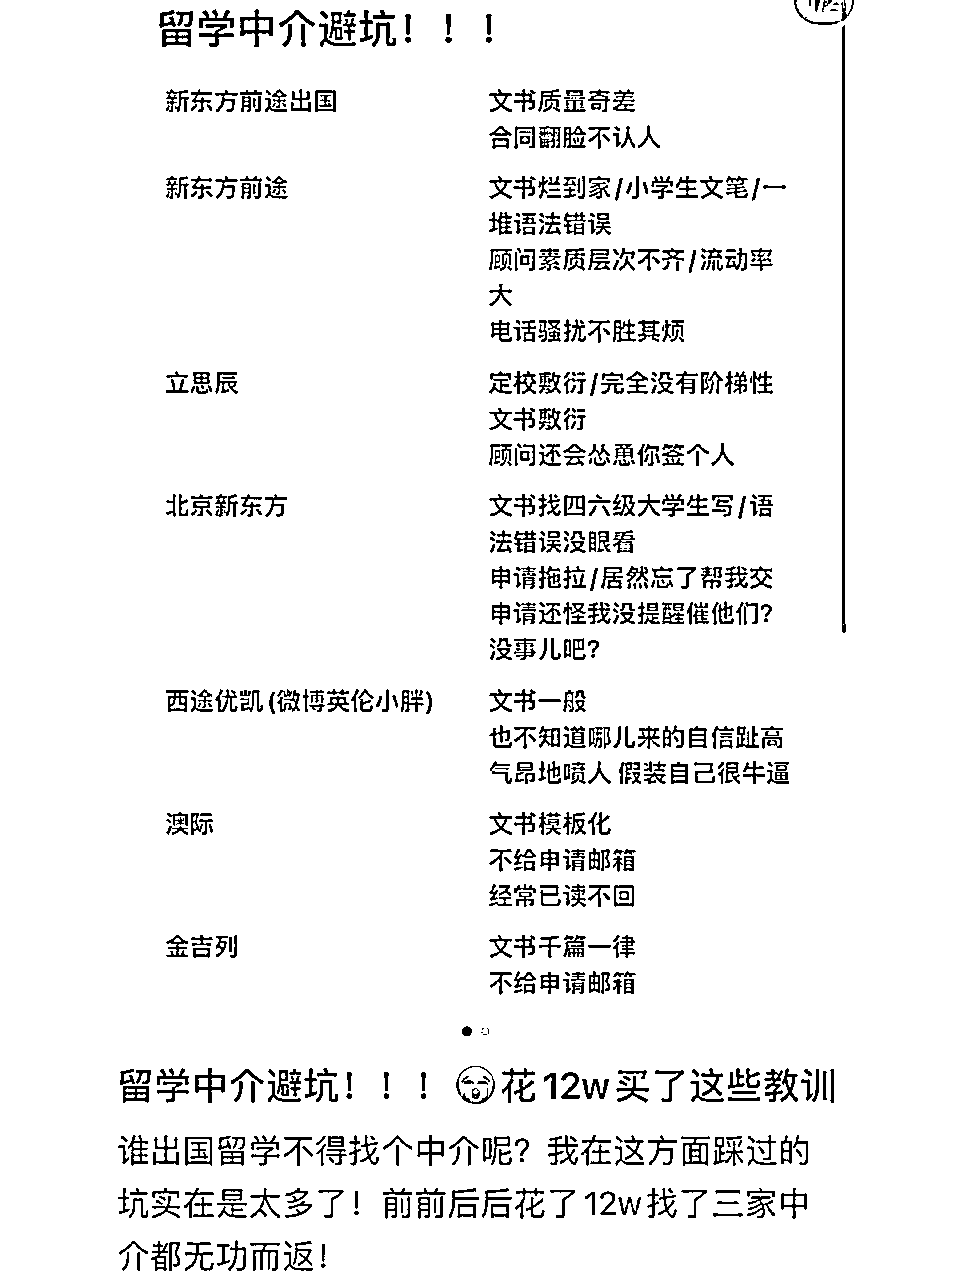 留学中介避坑！！！
新东方前途出国 文书质量奇差
合同翻脸不认人
新东方前途 文书烂到家/小学生文笔/一
堆语法错误
顾问素质层次不齐/流动率
大
电话骚扰不胜其烦
立思辰 定校敷衍/完全没有阶梯性
文书敷衍
顾问还会怂恿你签个人
北京新东方 文书找四六级大学生写/语
法错误没眼看
申请拖拉/居然忘了帮我交
申请还怪我没提醒催他们?
没事儿吧?
西途优凯(微博英伦小胖) 文书一般
也不知道哪儿来的自信趾高
气昂地喷人 假装自己很牛逼
澳际 文书模板化
不给申请邮箱
经常已读不回
金吉列 文书千篇一律
不给申请邮箱
留学中介避坑！！！😭花12w买了这些教训
谁出国留学不得找个中介呢？我在这方面踩过的
坑实在是太多了！前前后后花了12w找了三家中
介都无功而返！